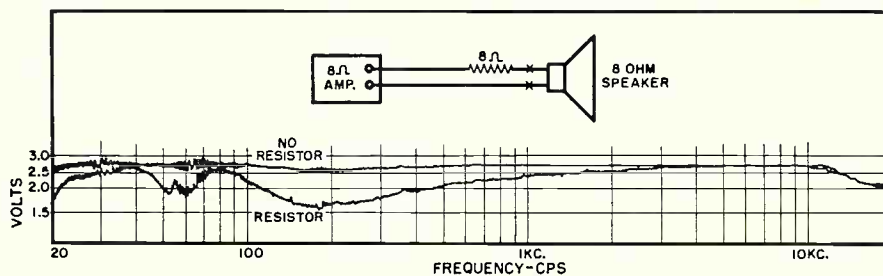 8Ω
8Ω
AMP.
8 OHM
SPEAKER
NO
RESISTOR
3.0
2.5
2.0
1.5
VOLTS
RESISTOR
20
100
1KC.
10KC.
FREQUENCY-CPS